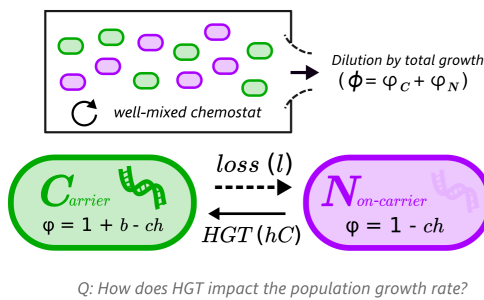 Dilution by total growth
(ϕ = φC + φN)
well-mixed chemostat
loss (l)
Carrier
φ = 1 + b - ch
HGT (hC)
Non-carrier
φ = 1 - ch
Q: How does HGT impact the population growth rate?